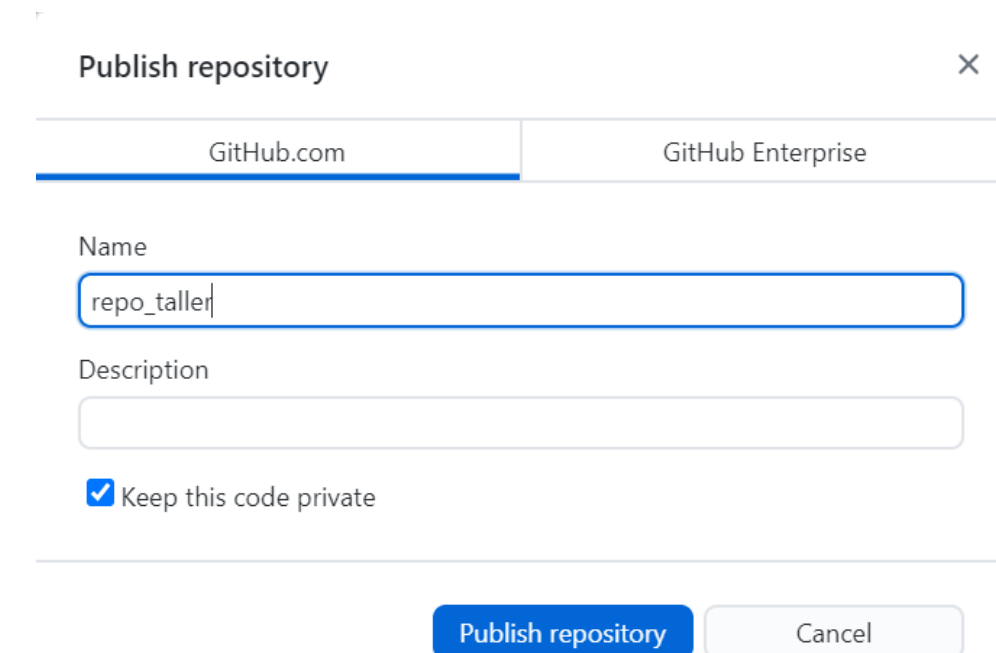 Publish repository
GitHub.com GitHub Enterprise
Name
repo_taller
Description
Keep this code private
Publish repository Cancel